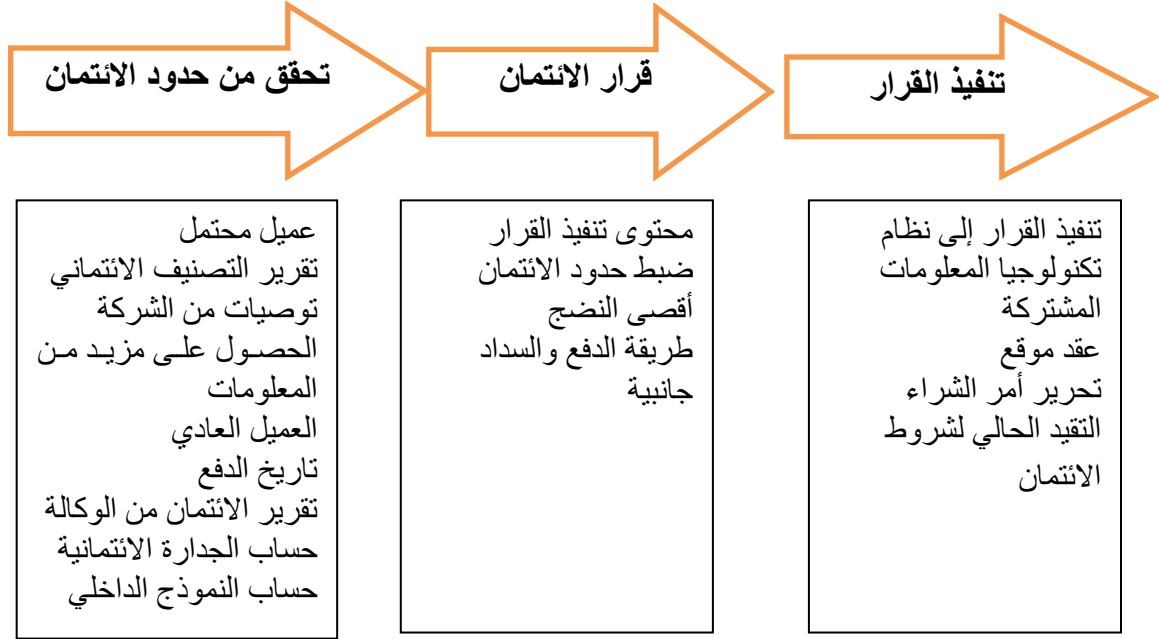 تحقق من حدود الائتمان
قرار الائتمان
تنفيذ القرار
عميل محتمل
تقرير التصنيف الائتماني
توصيات من الشركة
الحصول على مزيد من
المعلومات
العميل العادي
تاريخ الدفع
تقرير الائتمان من الوكالة
حساب الجدارة الائتمانية
حساب النموذج الداخلي
محتوى تنفيذ القرار
ضبط حدود الائتمان
أقصى النضج
طريقة الدفع والسداد
جانبية
تنفيذ القرار إلى نظام
تكنولوجيا المعلومات
المشتركة
عقد موقع
تحرير أمر الشراء
التقيد الحالي لشروط
الائتمان